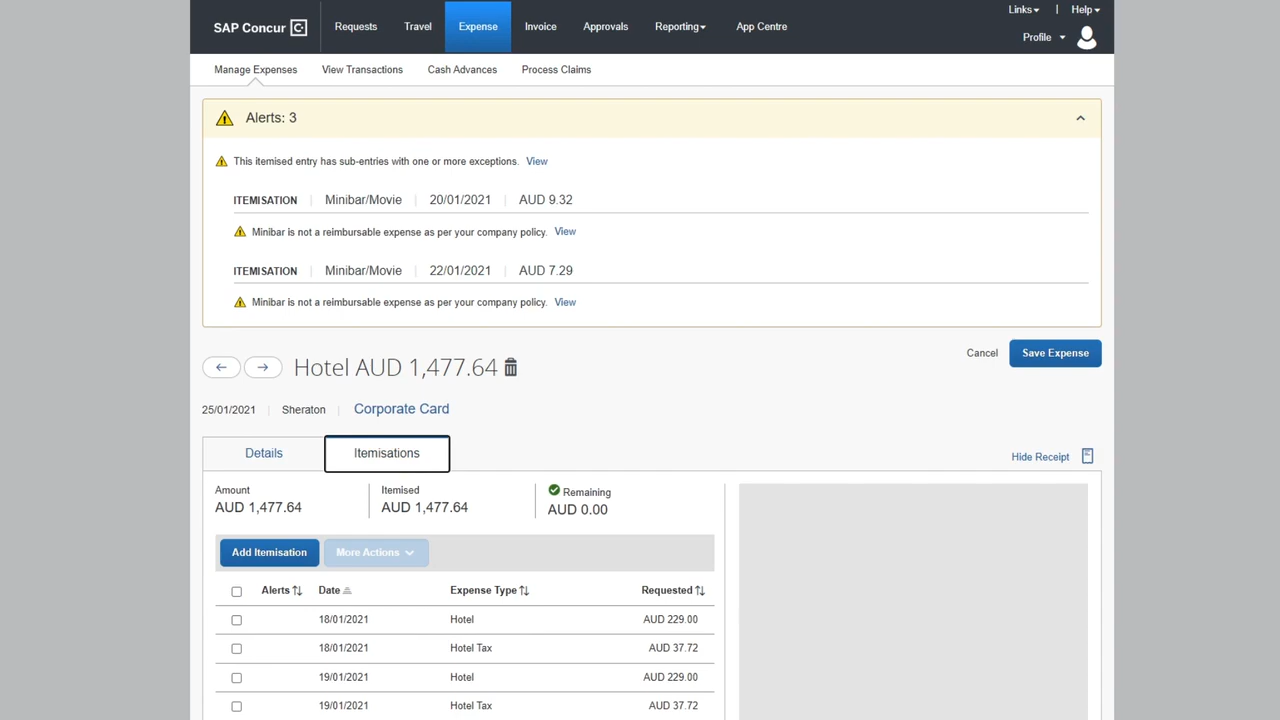 SAP Concur C
Requests
Travel
Expense
Invoice
Approvals
Reporting
App Centre
Links
|
Help
Profile
Manage Expenses
View Transactions
Cash Advances
Process Claims
Alerts: 3
This itemised entry has sub-entries with one or more exceptions. View
ITEMISATION | Minibar/Movie | 20/01/2021 | AUD 9.32
Minibar is not a reimbursable expense as per your company policy. View
ITEMISATION | Minibar/Movie | 22/01/2021 | AUD 7.29
Minibar is not a reimbursable expense as per your company policy. View
Hotel AUD 1,477.64
Cancel
Save Expense
25/01/2021 | Sheraton | Corporate Card
Details
Itemisations
Hide Receipt
Amount
AUD 1,477.64
Itemised
AUD 1,477.64
Remaining
AUD 0.00
Add Itemisation
More Actions
Alerts Date Expense Type Requested
18/01/2021 Hotel AUD 229.00
18/01/2021 Hotel Tax AUD 37.72
19/01/2021 Hotel AUD 229.00
19/01/2021 Hotel Tax AUD 37.72